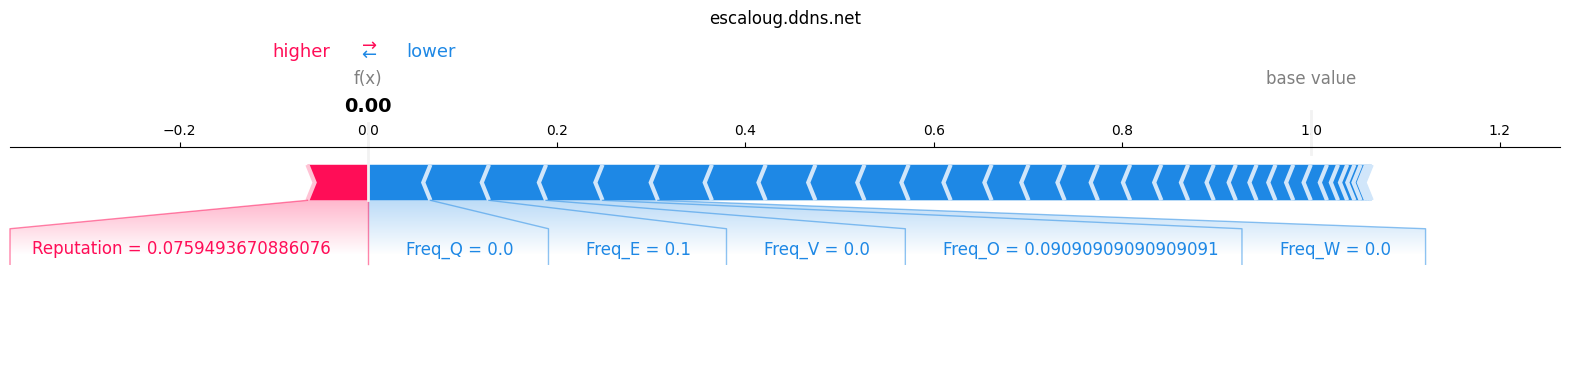 escaloug.ddns.net
higher ⇄ lower
f(x) base value
0.00
−0.2 0.0 0.2 0.4 0.6 0.8 1.0 1.2
Reputation = 0.0759493670886076 Freq_Q = 0.0 Freq_E = 0.1 Freq_V = 0.0 Freq_O = 0.09090909090909091 Freq_W = 0.0